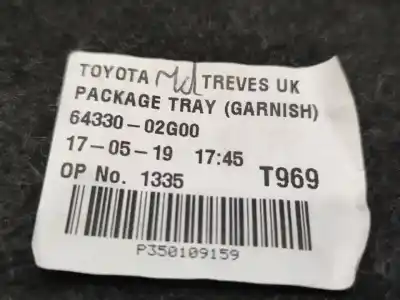 TOYOTA TREVES UK
PACKAGE TRAY (GARNISH)
64330-02G00
17-05-19 17:45
OP No. 1335 T969
P350109159